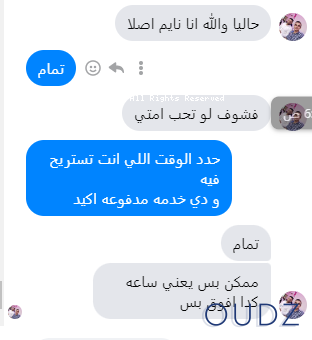 حاليا والله انا نايم اصلا
تمام
All Rights Reserved
فشوف لو تحب امتي
ص
حدد الوقت اللي انت تستريح
فيه
و دي خدمه مدفوعه اكيد
تمام
ممكن بس يعني ساعه
كدا افوق بس
OUDZ